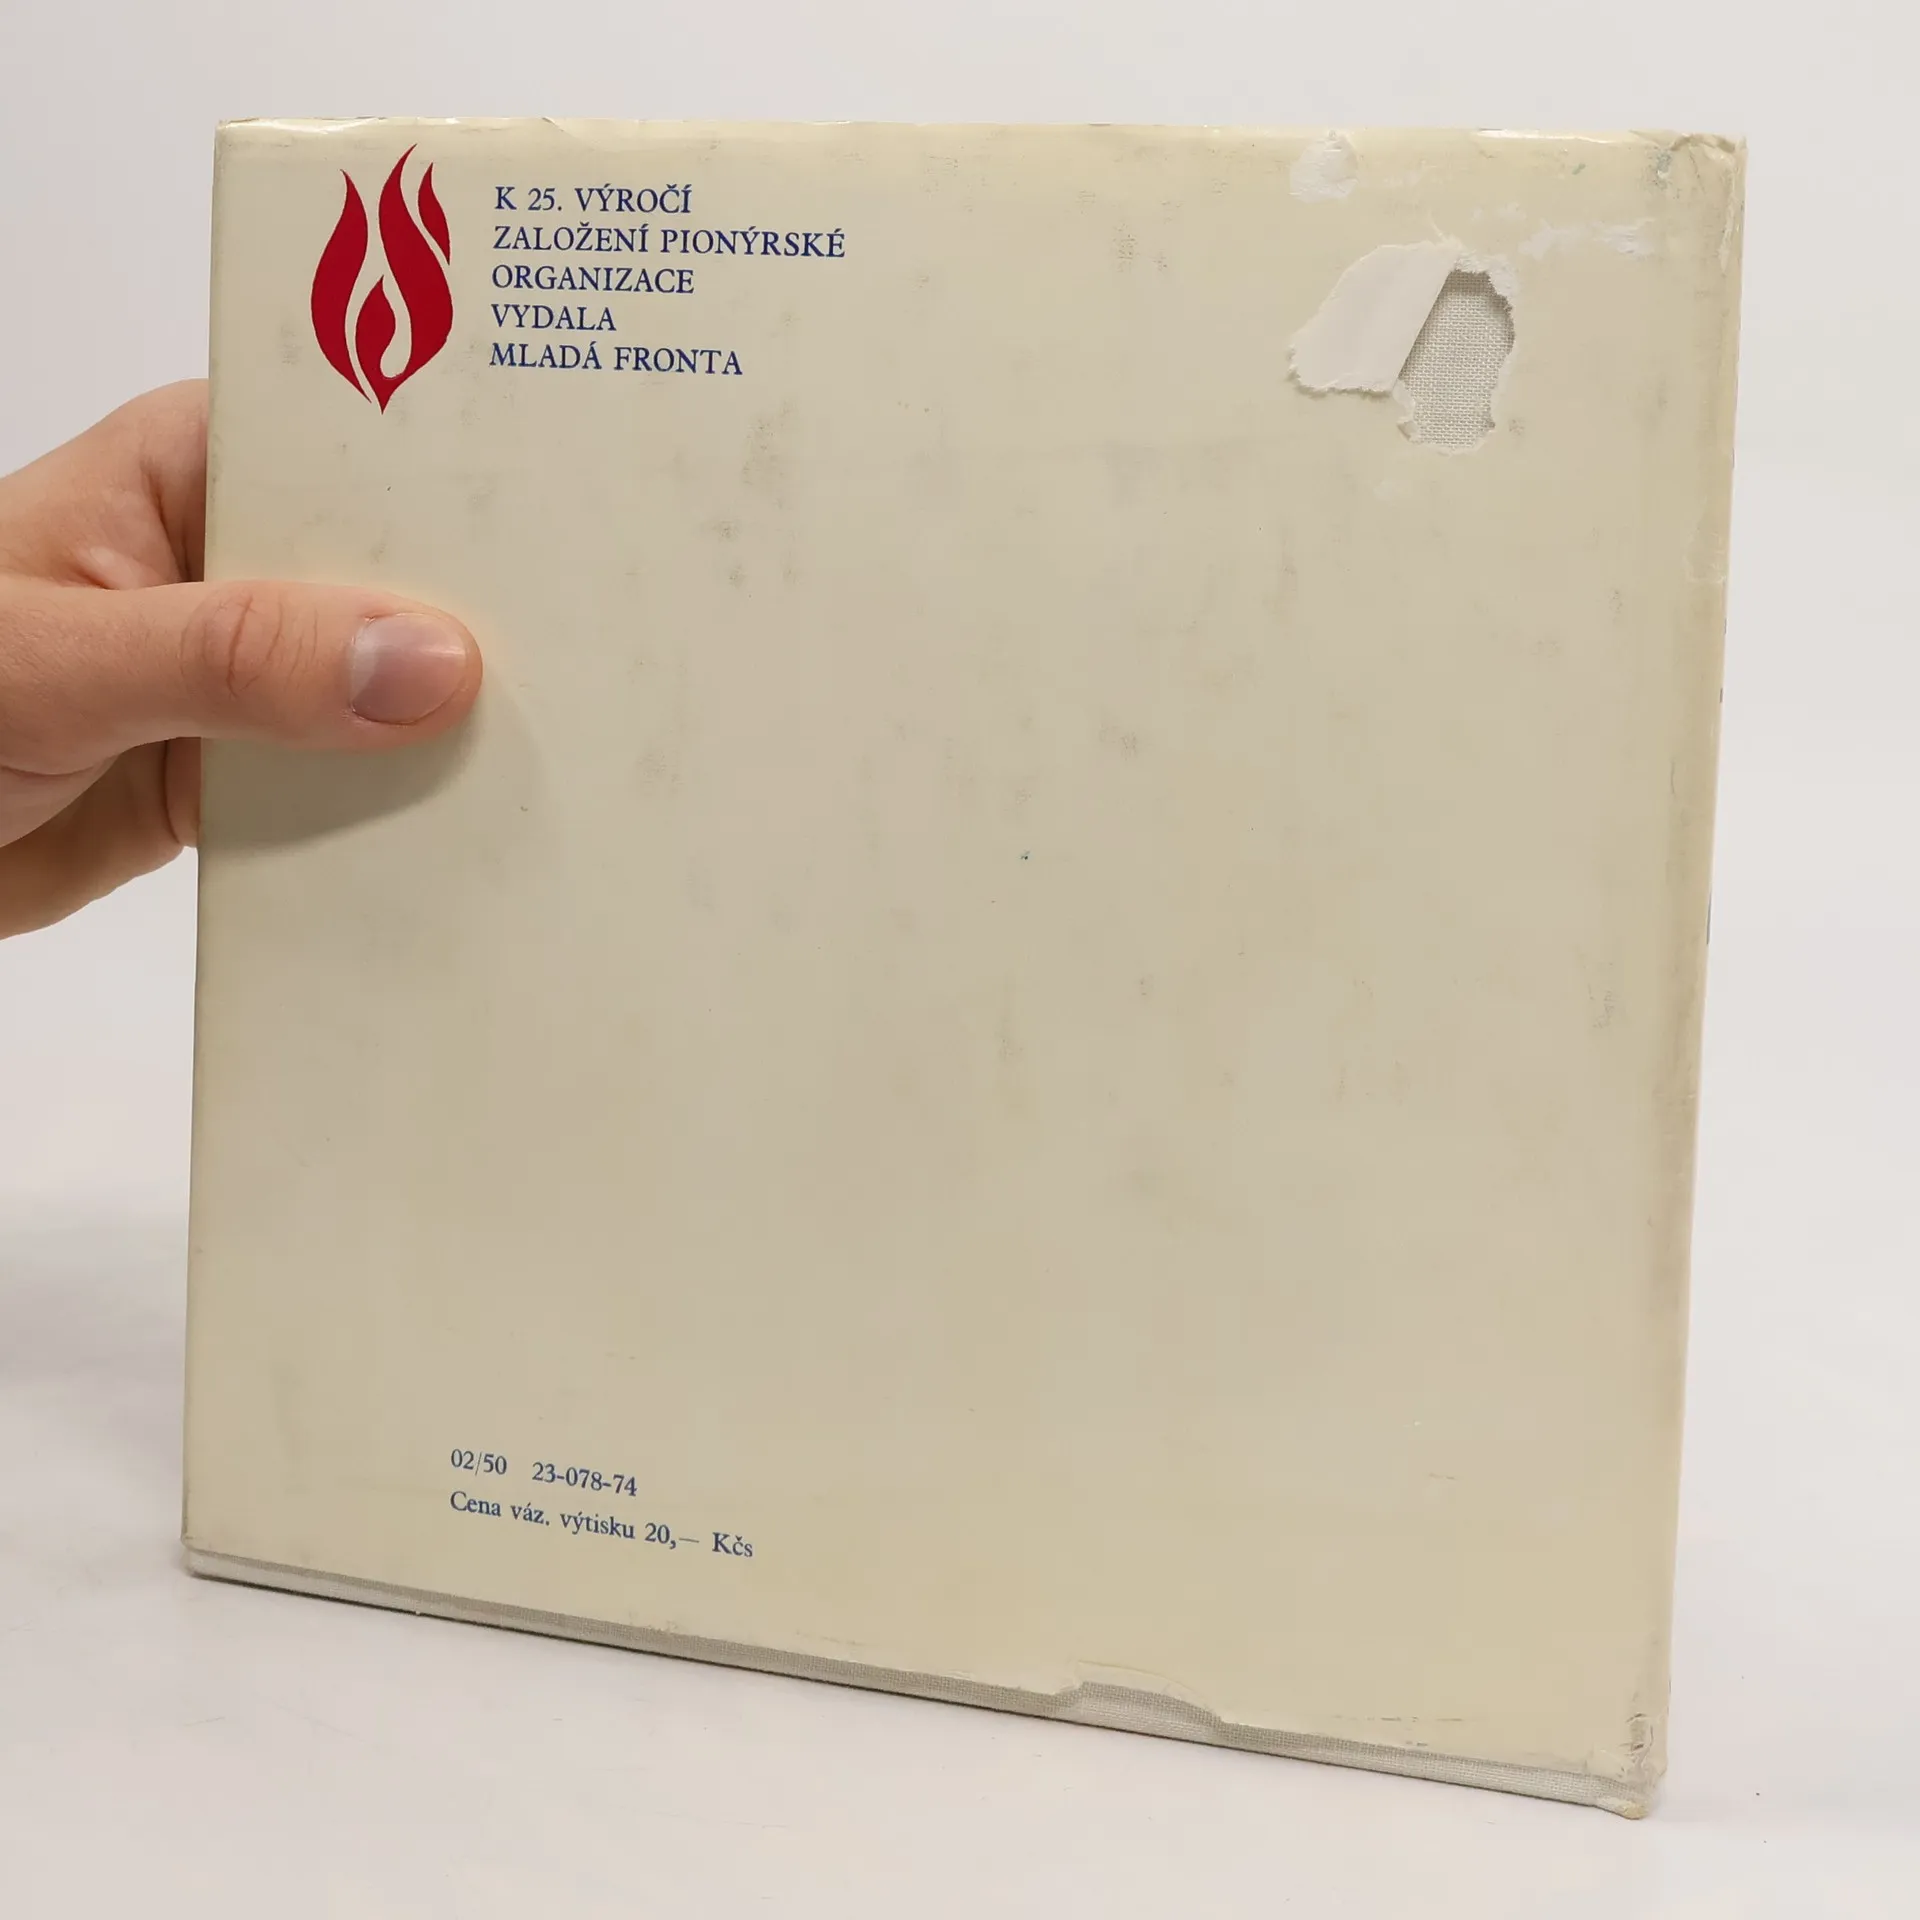 K 25. VÝROČÍ
ZALOŽENÍ PIONÝRSKÉ
ORGANIZACE
VYDALA
MLADÁ FRONTA
02/50 23-078-74
Cena váz. výtisku 20,— Kčs